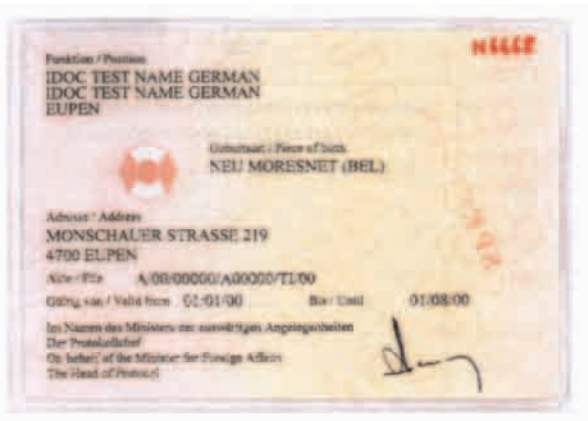 Funktion / Position
IDOC TEST NAME GERMAN
IDOC TEST NAME GERMAN
EUPEN
Geburtsort / Place of birth
NEU MORESNET (BEL)
Adresse / Address
MONSCHAUER STRASSE 219
4700 EUPEN
Akte / File A/00/00000/A00000/TI/00
Gültig von / Valid from 01/01/00 Bis / Until 01/08/00
Im Namen des Ministers der auswärtigen Angelegenheiten
Der Protokollchef
On behalf of the Minister for Foreign Affairs
The Head of Protocol